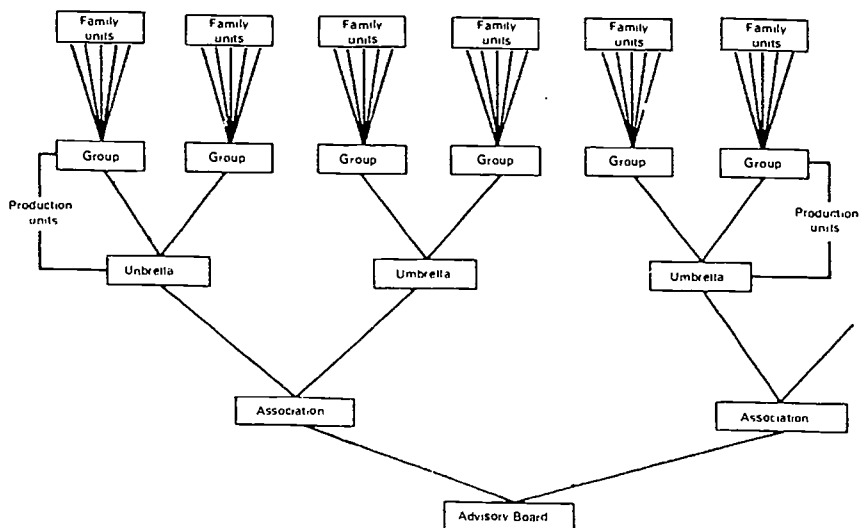 Family
units
Family
units
Family
units
Family
units
Family
units
Family
units
Group
Group
Group
Group
Group
Group
Production
units
Production
units
Unbrella
Umbrella
Umbrella
Association
Association
Advisory Board